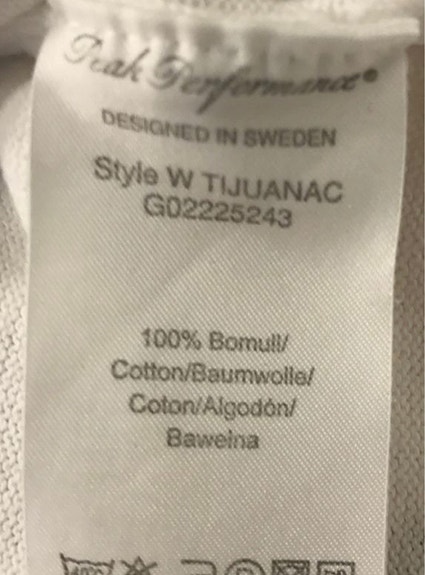 Peak Performance®
DESIGNED IN SWEDEN
Style W TIJUANAC
G02225243
100% Bomull/
Cotton/Baumwolle/
Coton/Algodón/
Baweina